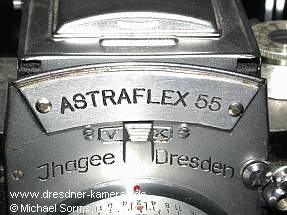 ASTRAFLEX 55
V X
Jhagee Dresden
www.dresdner-kameras.de
© Michael Sorms